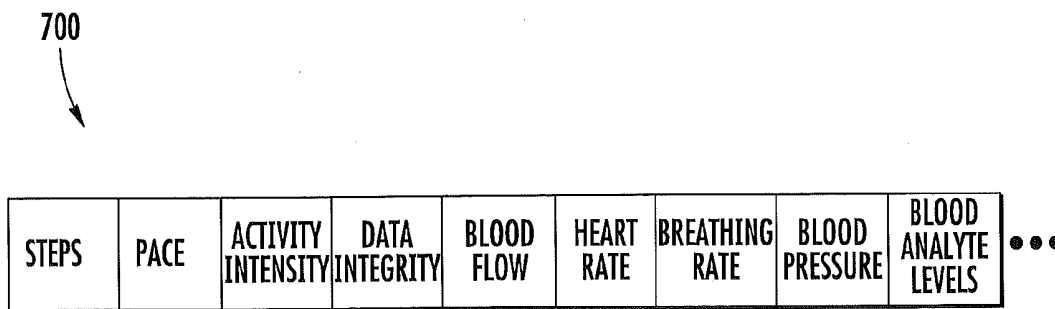 700
STEPS
PACE
ACTIVITY
INTENSITY
DATA
INTEGRITY
BLOOD
FLOW
HEART
RATE
BREATHING
RATE
BLOOD
PRESSURE
BLOOD
ANALYTE
LEVELS
•••